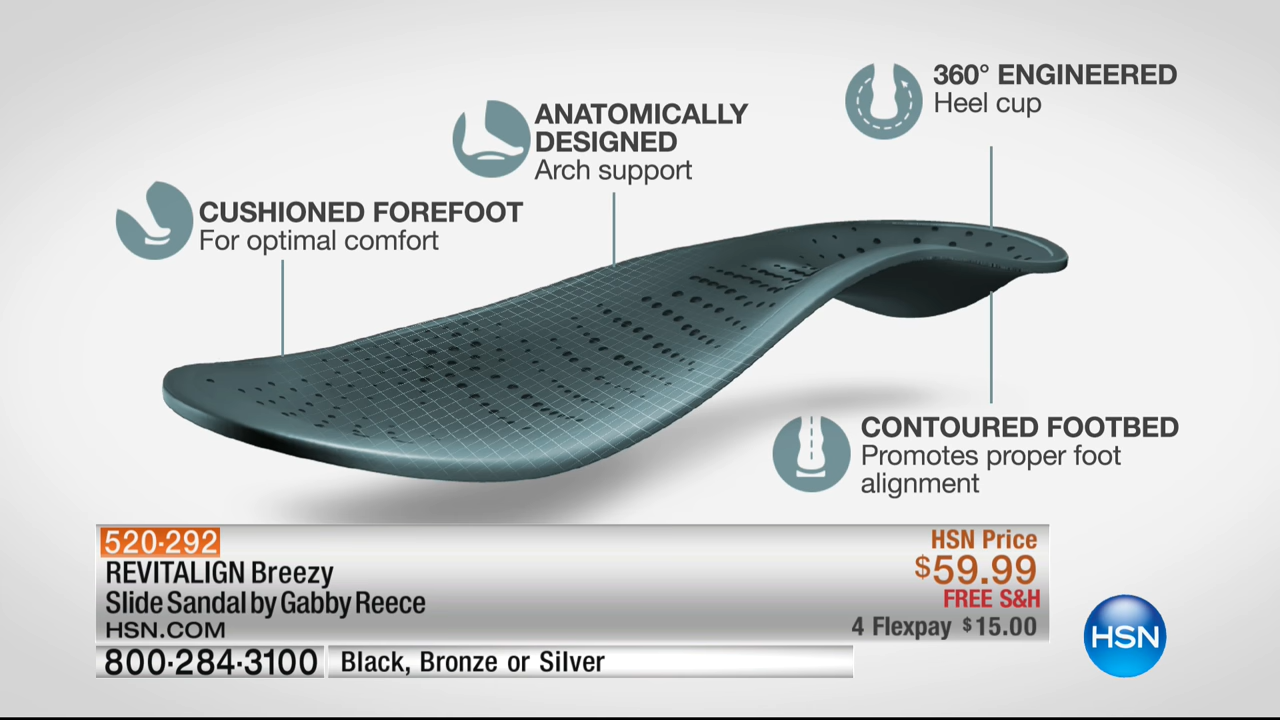 360° ENGINEERED
Heel cup
ANATOMICALLY
DESIGNED
Arch support
CUSHIONED FOREFOOT
For optimal comfort
CONTOURED FOOTBED
Promotes proper foot
alignment
520-292
REVITALIGN Breezy
Slide Sandal by Gabby Reece
HSN.COM
HSN Price
$59.99
FREE S&H
4 Flexpay $15.00
800·284·3100
Black, Bronze or Silver
HSN